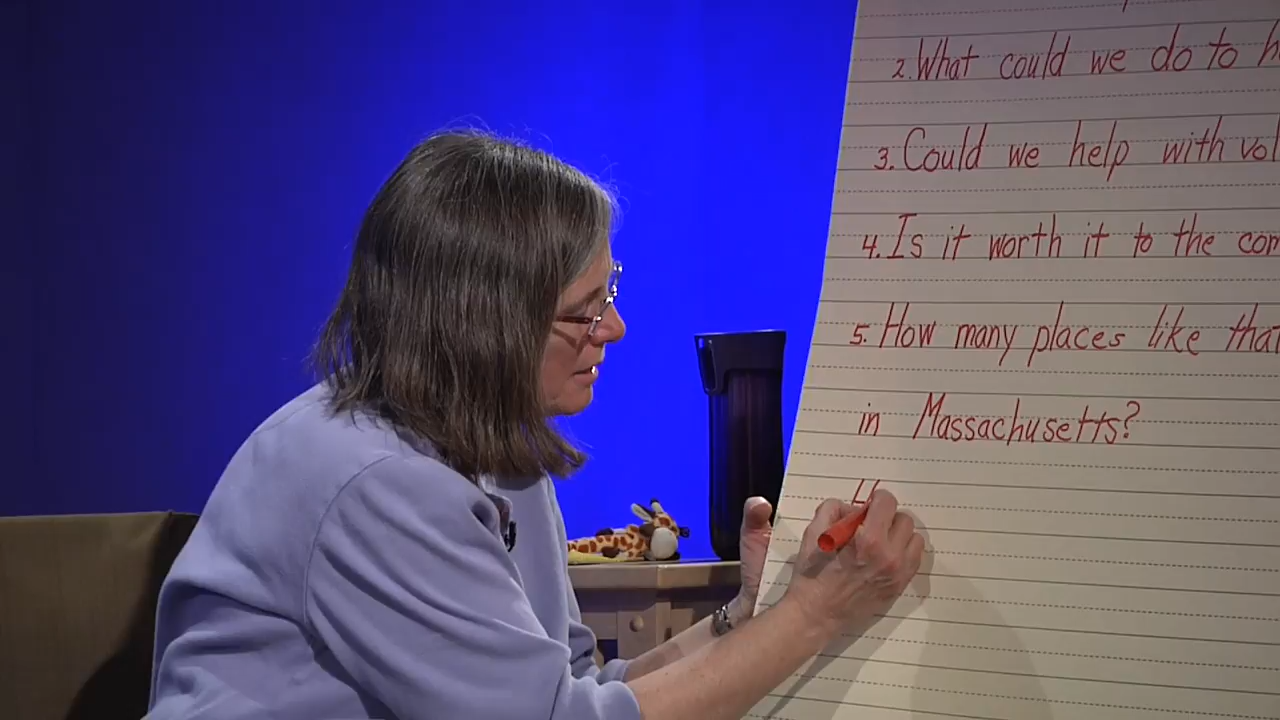 2. What could we do to
3. Could we help with
4. Is it worth it to the
5. How many places like
in Massachusetts?